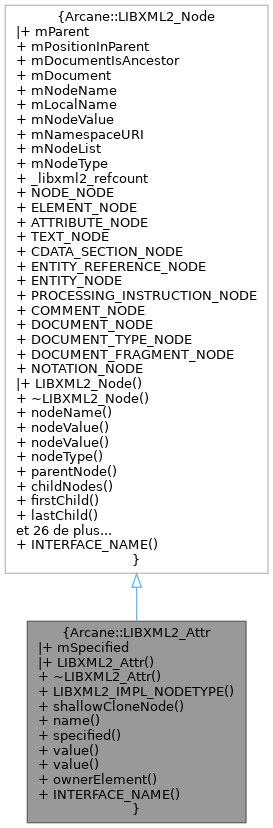 {Arcane::LIBXML2_Node
|+ mParent
+ mPositionInParent
+ mDocumentIsAncestor
+ mDocument
+ mNodeName
+ mLocalName
+ mNodeValue
+ mNamespaceURI
+ mNodeList
+ mNodeType
+ _libxml2_refcount
+ NODE_NODE
+ ELEMENT_NODE
+ ATTRIBUTE_NODE
+ TEXT_NODE
+ CDATA_SECTION_NODE
+ ENTITY_REFERENCE_NODE
+ ENTITY_NODE
+ PROCESSING_INSTRUCTION_NODE
+ COMMENT_NODE
+ DOCUMENT_NODE
+ DOCUMENT_TYPE_NODE
+ DOCUMENT_FRAGMENT_NODE
+ NOTATION_NODE
|+ LIBXML2_Node()
+ ~LIBXML2_Node()
+ nodeName()
+ nodeValue()
+ nodeValue()
+ nodeType()
+ parentNode()
+ childNodes()
+ firstChild()
+ lastChild()
et 26 de plus...
+ INTERFACE_NAME()
}
{Arcane::LIBXML2_Attr
|+ mSpecified
|+ LIBXML2_Attr()
+ ~LIBXML2_Attr()
+ LIBXML2_IMPL_NODETYPE()
+ shallowCloneNode()
+ name()
+ specified()
+ value()
+ value()
+ ownerElement()
+ INTERFACE_NAME()
}